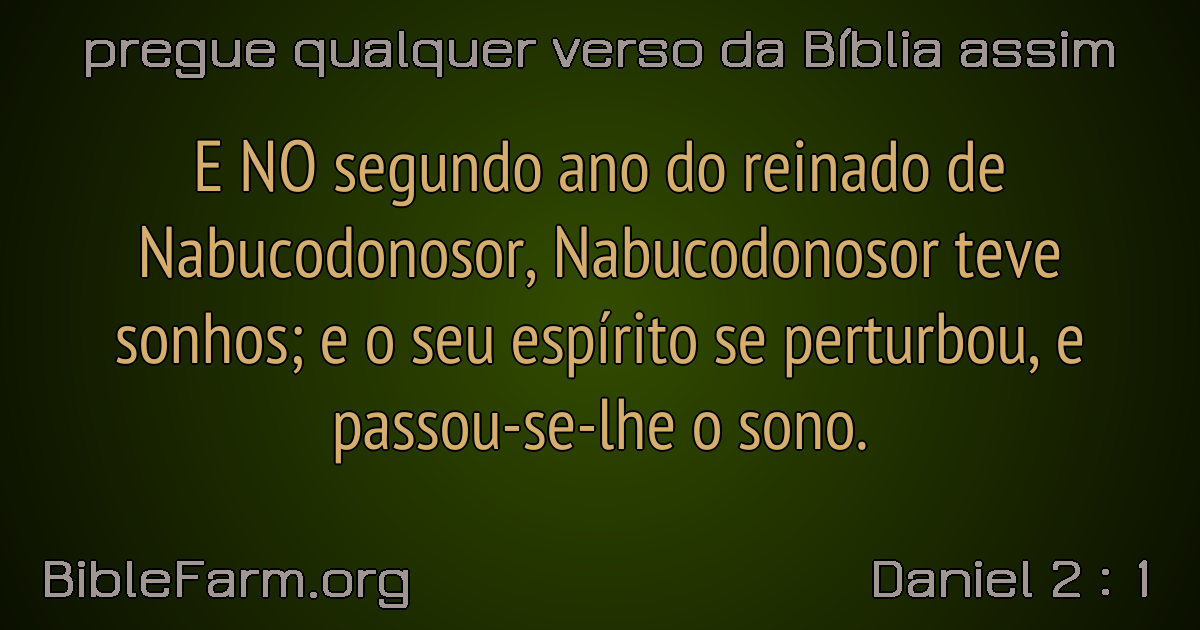 pregue qualquer verso da Bíblia assim
E NO segundo ano do reinado de
Nabucodonosor, Nabucodonosor teve
sonhos; e o seu espírito se perturbou, e
passou-se-lhe o sono.
BibleFarm.org
Daniel 2 : 1